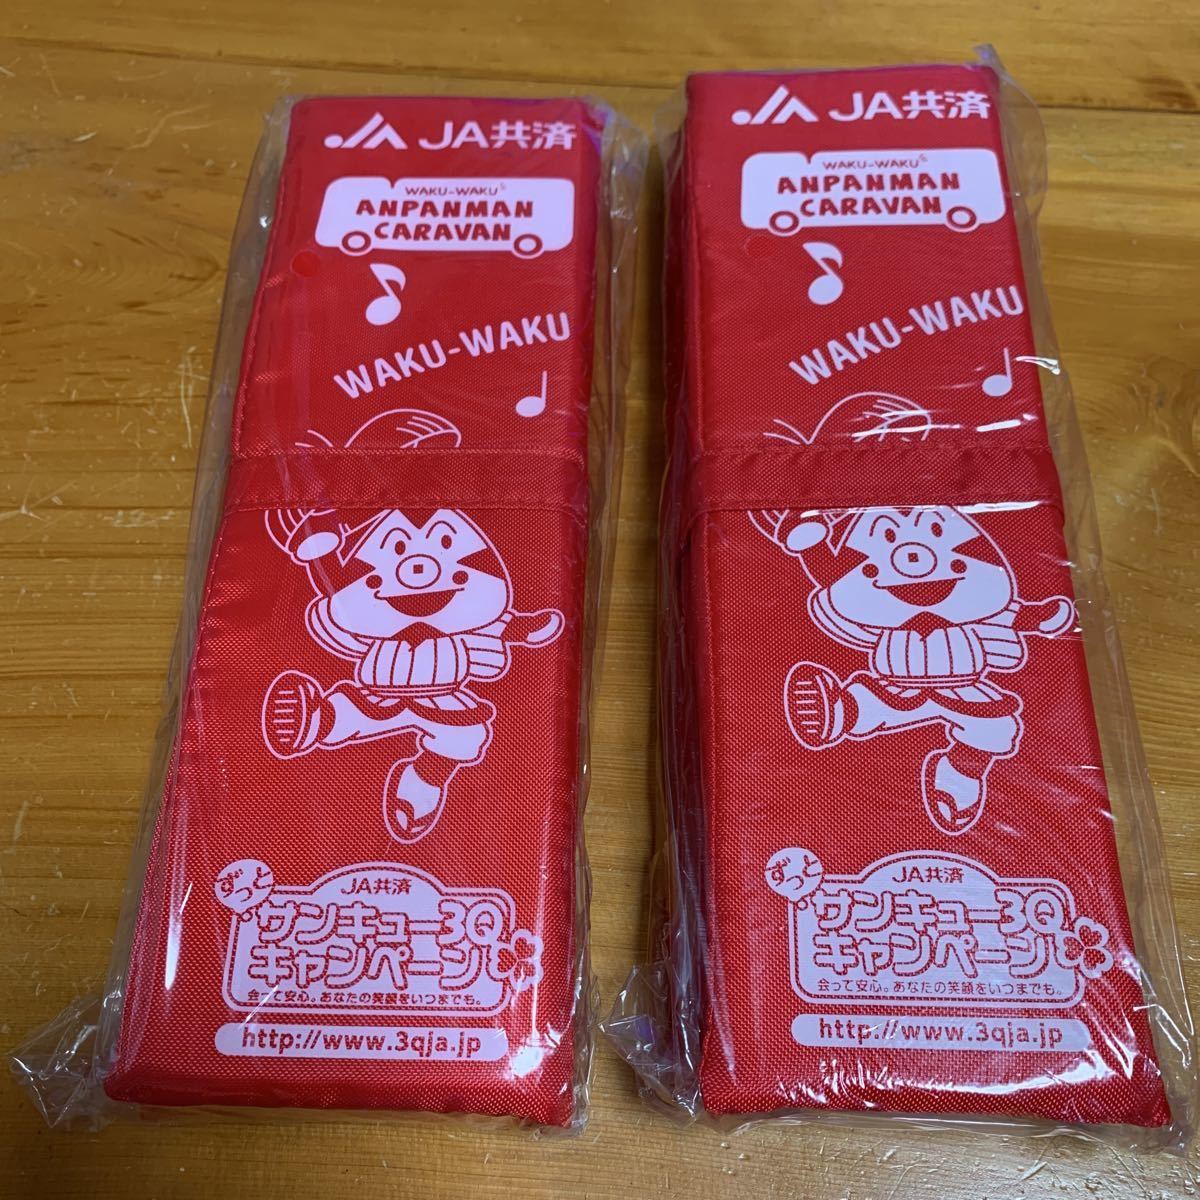 JA共済
WAKU-WAKU's
ANPANMAN
CARAVAN
WAKU-WAKU
ずっと
JA共済
サンキュー3Q
キャンペーン
会って安心。あなたの笑顔をいつまでも。
http://www.3qja.jp
JA共済
WAKU-WAKU's
ANPANMAN
CARAVAN
WAKU-WAKU
ずっと
JA共済
サンキュー3Q
キャンペーン
会って安心。あなたの笑顔をいつまでも。
http://www.3qja.jp